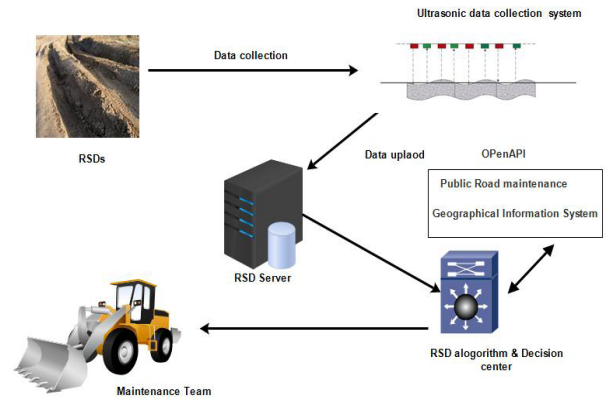 Ultrasonic data collection system
Data collection
RSDs
Data uplaod
OPenAPI
Public Road maintenance
Geographical Information System
RSD Server
RSD alogorithm & Decision
center
Maintenance Team